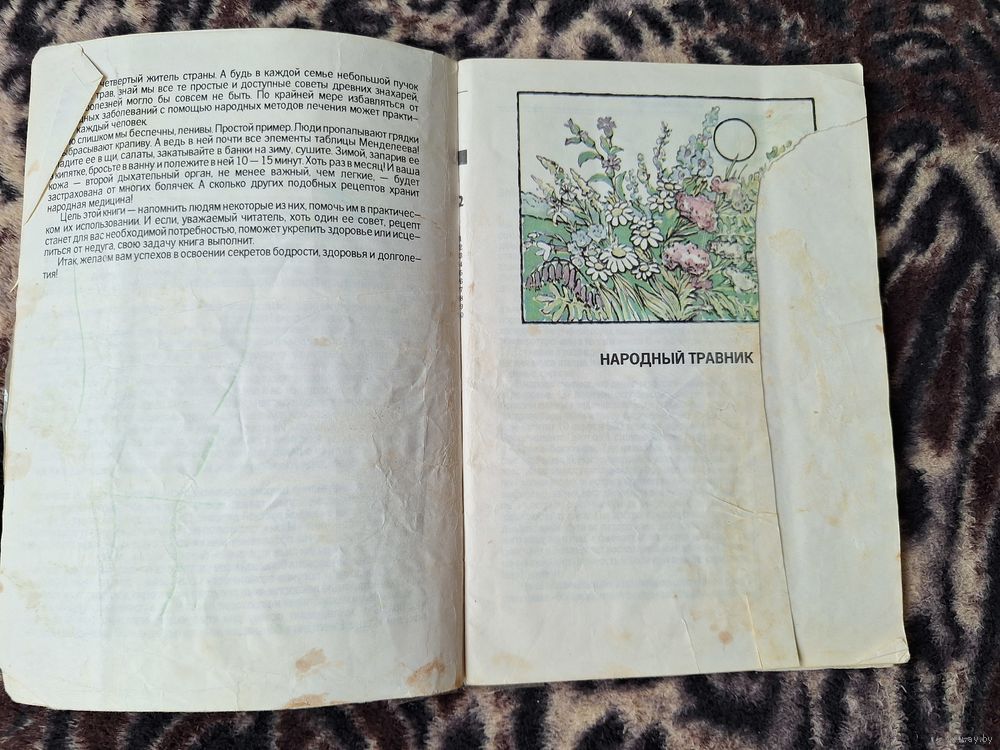 четвертый житель страны. А будь в каждой семье небольшой пучок
трав, знай мы все те простые и доступные советы древних знахарей,
могло бы совсем не быть. По крайней мере избавляться от
заболеваний с помощью народных методов лечения может практи-
каждый человек.
слишком мы беспечны, ленивы. Простой пример. Люди пропалывают грядки
крапиву. А ведь в ней почти все элементы таблицы Менделеева!
ее в щи, салаты, закатывайте в банки на зиму, сушите. Зимой, запарив ее
бросьте в ванну и полежите в ней 10 — 15 минут. Хоть раз в месяц! И ваша
кожа — второй дыхательный орган, не менее важный, чем легкие, — будет
застрахована от многих болячек. А сколько других подобных рецептов хранит
народная медицина!
Цель этой книги — напомнить людям некоторые из них, помочь им в практичес-
ком их использовании. И если, уважаемый читатель, хоть один ее совет, рецепт
станет для вас необходимой потребностью, поможет укрепить здоровье или исце-
литься от недуга, свою задачу книга выполнит.
Итак, желаем вам успехов в освоении секретов бодрости, здоровья и долголе-
тия!
2
НАРОДНЫЙ ТРАВНИК